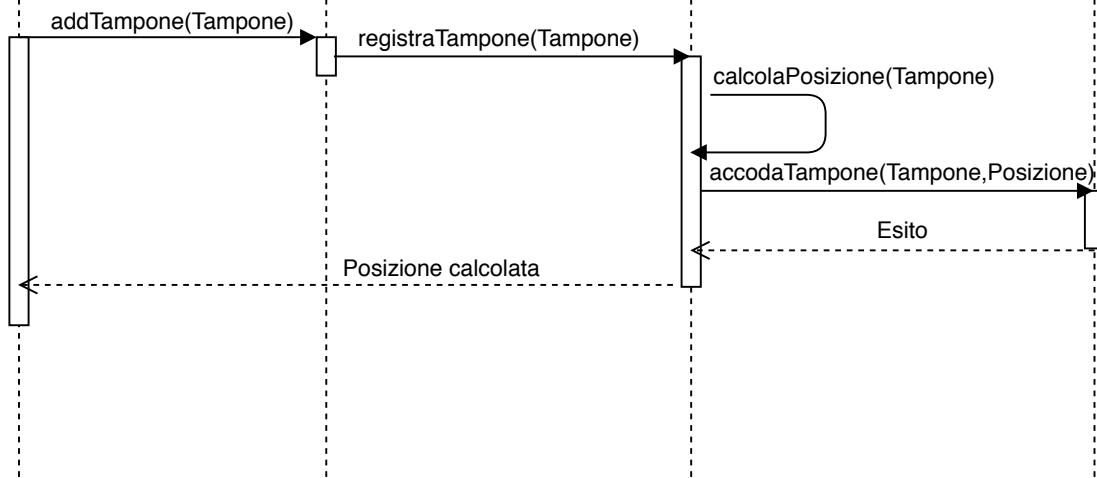 addTampone(Tampone)
registraTampone(Tampone)
calcolaPosizione(Tampone)
accodaTampone(Tampone,Posizione)
Esito
Posizione calcolata